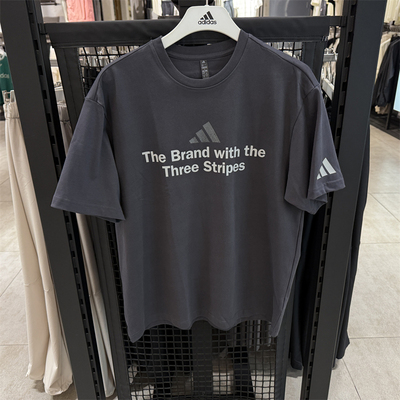 adidas
The Brand with the
Three Stripes